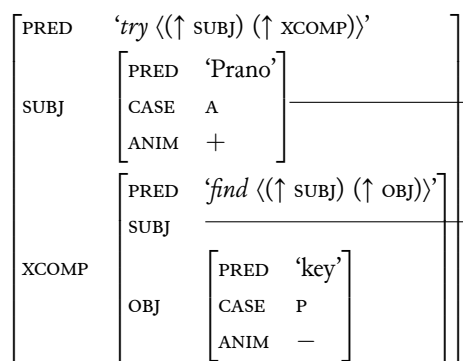 PRED 'try ⟨(↑ SUBJ) (↑ XCOMP)⟩'
PRED 'Prano'
SUBJ CASE A
ANIM +
PRED 'find ⟨(↑ SUBJ) (↑ OBJ)⟩'
SUBJ
XCOMP PRED 'key'
OBJ CASE P
ANIM −